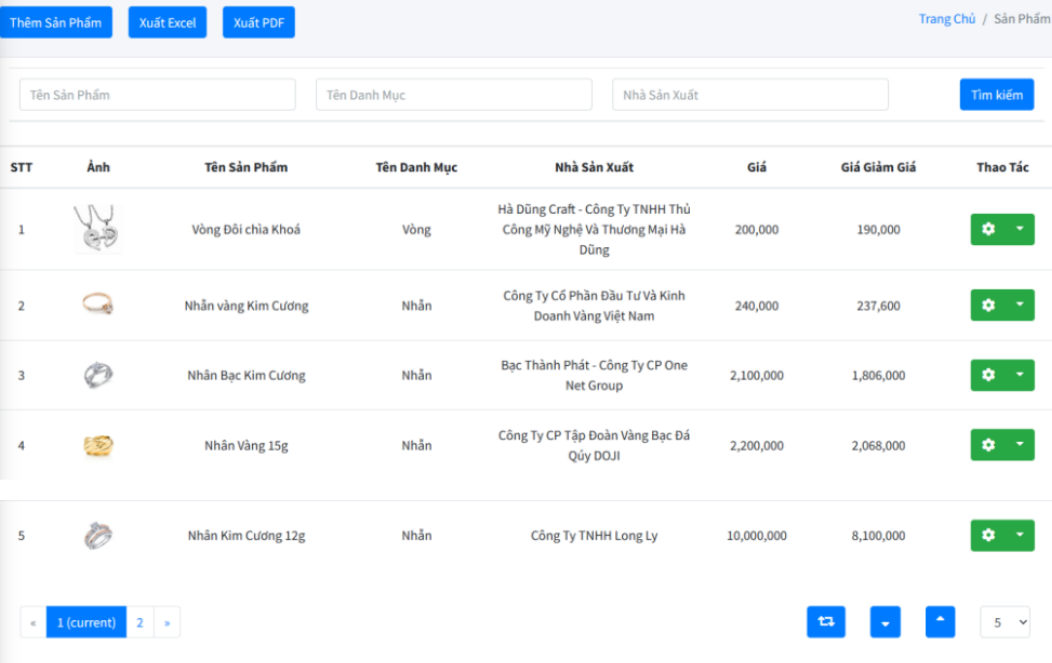 Thêm Sản Phẩm Xuất Excel Xuất PDF Trang Chủ / Sản Phẩm
Tên Sản Phẩm Tên Danh Mục Nhà Sản Xuất Tìm kiếm
STT Ảnh Tên Sản Phẩm Tên Danh Mục Nhà Sản Xuất Giá Giá Giảm Giá Thao Tác
Hà Dũng Craft - Công Ty TNHH Thủ
1 Vòng Đôi chìa Khoá Vòng Công Mỹ Nghệ Và Thương Mại Hà 200,000 190,000
Dũng
Công Ty Cổ Phần Đầu Tư Và Kinh
2 Nhẫn vàng Kim Cương Nhẫn Doanh Vàng Việt Nam 240,000 237,600
Bạc Thành Phát - Công Ty CP One
3 Nhân Bạc Kim Cương Nhẫn Net Group 2,100,000 1,806,000
Công Ty CP Tập Đoàn Vàng Bạc Đá
4 Nhân Vàng 15g Nhẫn Qúy DOJI 2,200,000 2,068,000
5 Nhân Kim Cương 12g Nhẫn Công Ty TNHH Long Ly 10,000,000 8,100,000
« 1 (current) 2 » 5